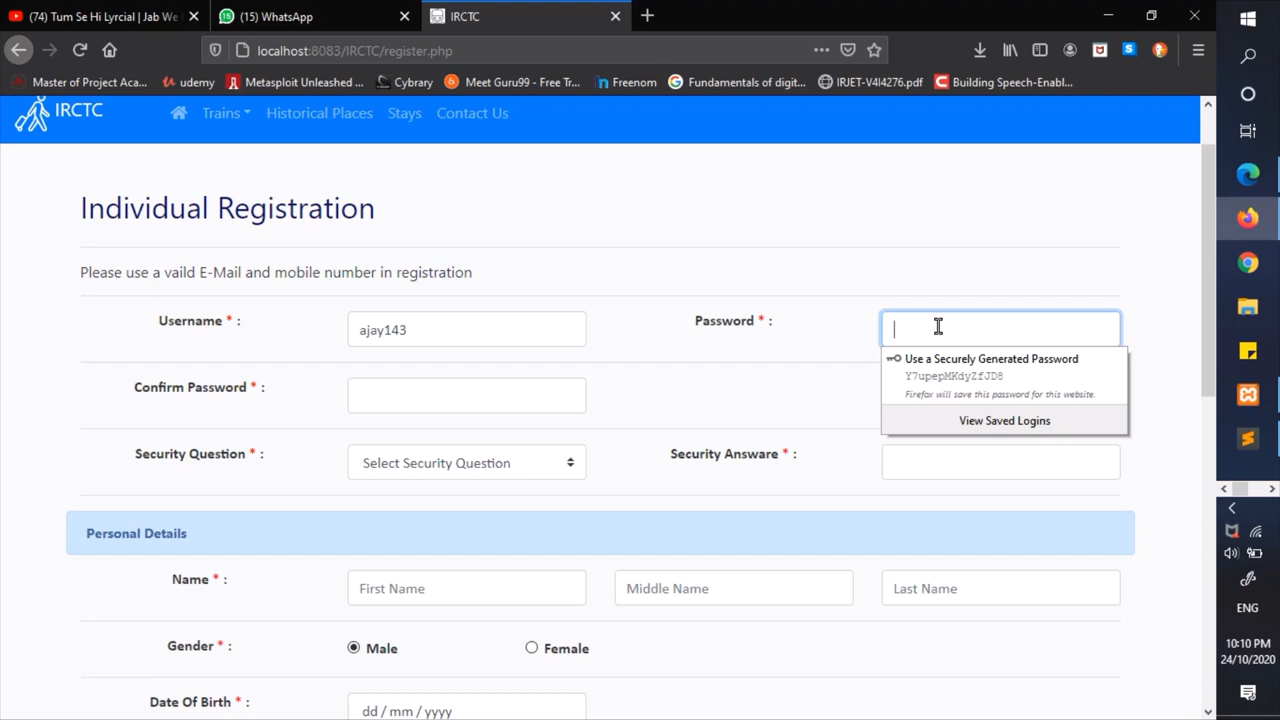 (74) Tum Se Hi Lyrcial | Jab We
(15) WhatsApp
IRCTC
localhost:8083/IRCTC/register.php
Master of Project Aca...
udemy
Metasploit Unleashed ...
Cybrary
Meet Guru99 - Free Tr...
Freenom
Fundamentals of digit...
IRJET-V4I4276.pdf
Building Speech-Enabl...
IRCTC
Trains
Historical Places
Stays
Contact Us
Individual Registration
Please use a vaild E-Mail and mobile number in registration
Username * :
ajay143
Password * :
Use a Securely Generated Password
Y7upepMKdyZfJD8
Firefox will save this password for this website.
View Saved Logins
Confirm Password * :
Security Question * :
Select Security Question
Security Answare * :
Personal Details
Name * :
First Name
Middle Name
Last Name
Gender * :
Male
Female
Date Of Birth * :
dd / mm / yyyy
ENG
10:10 PM
24/10/2020